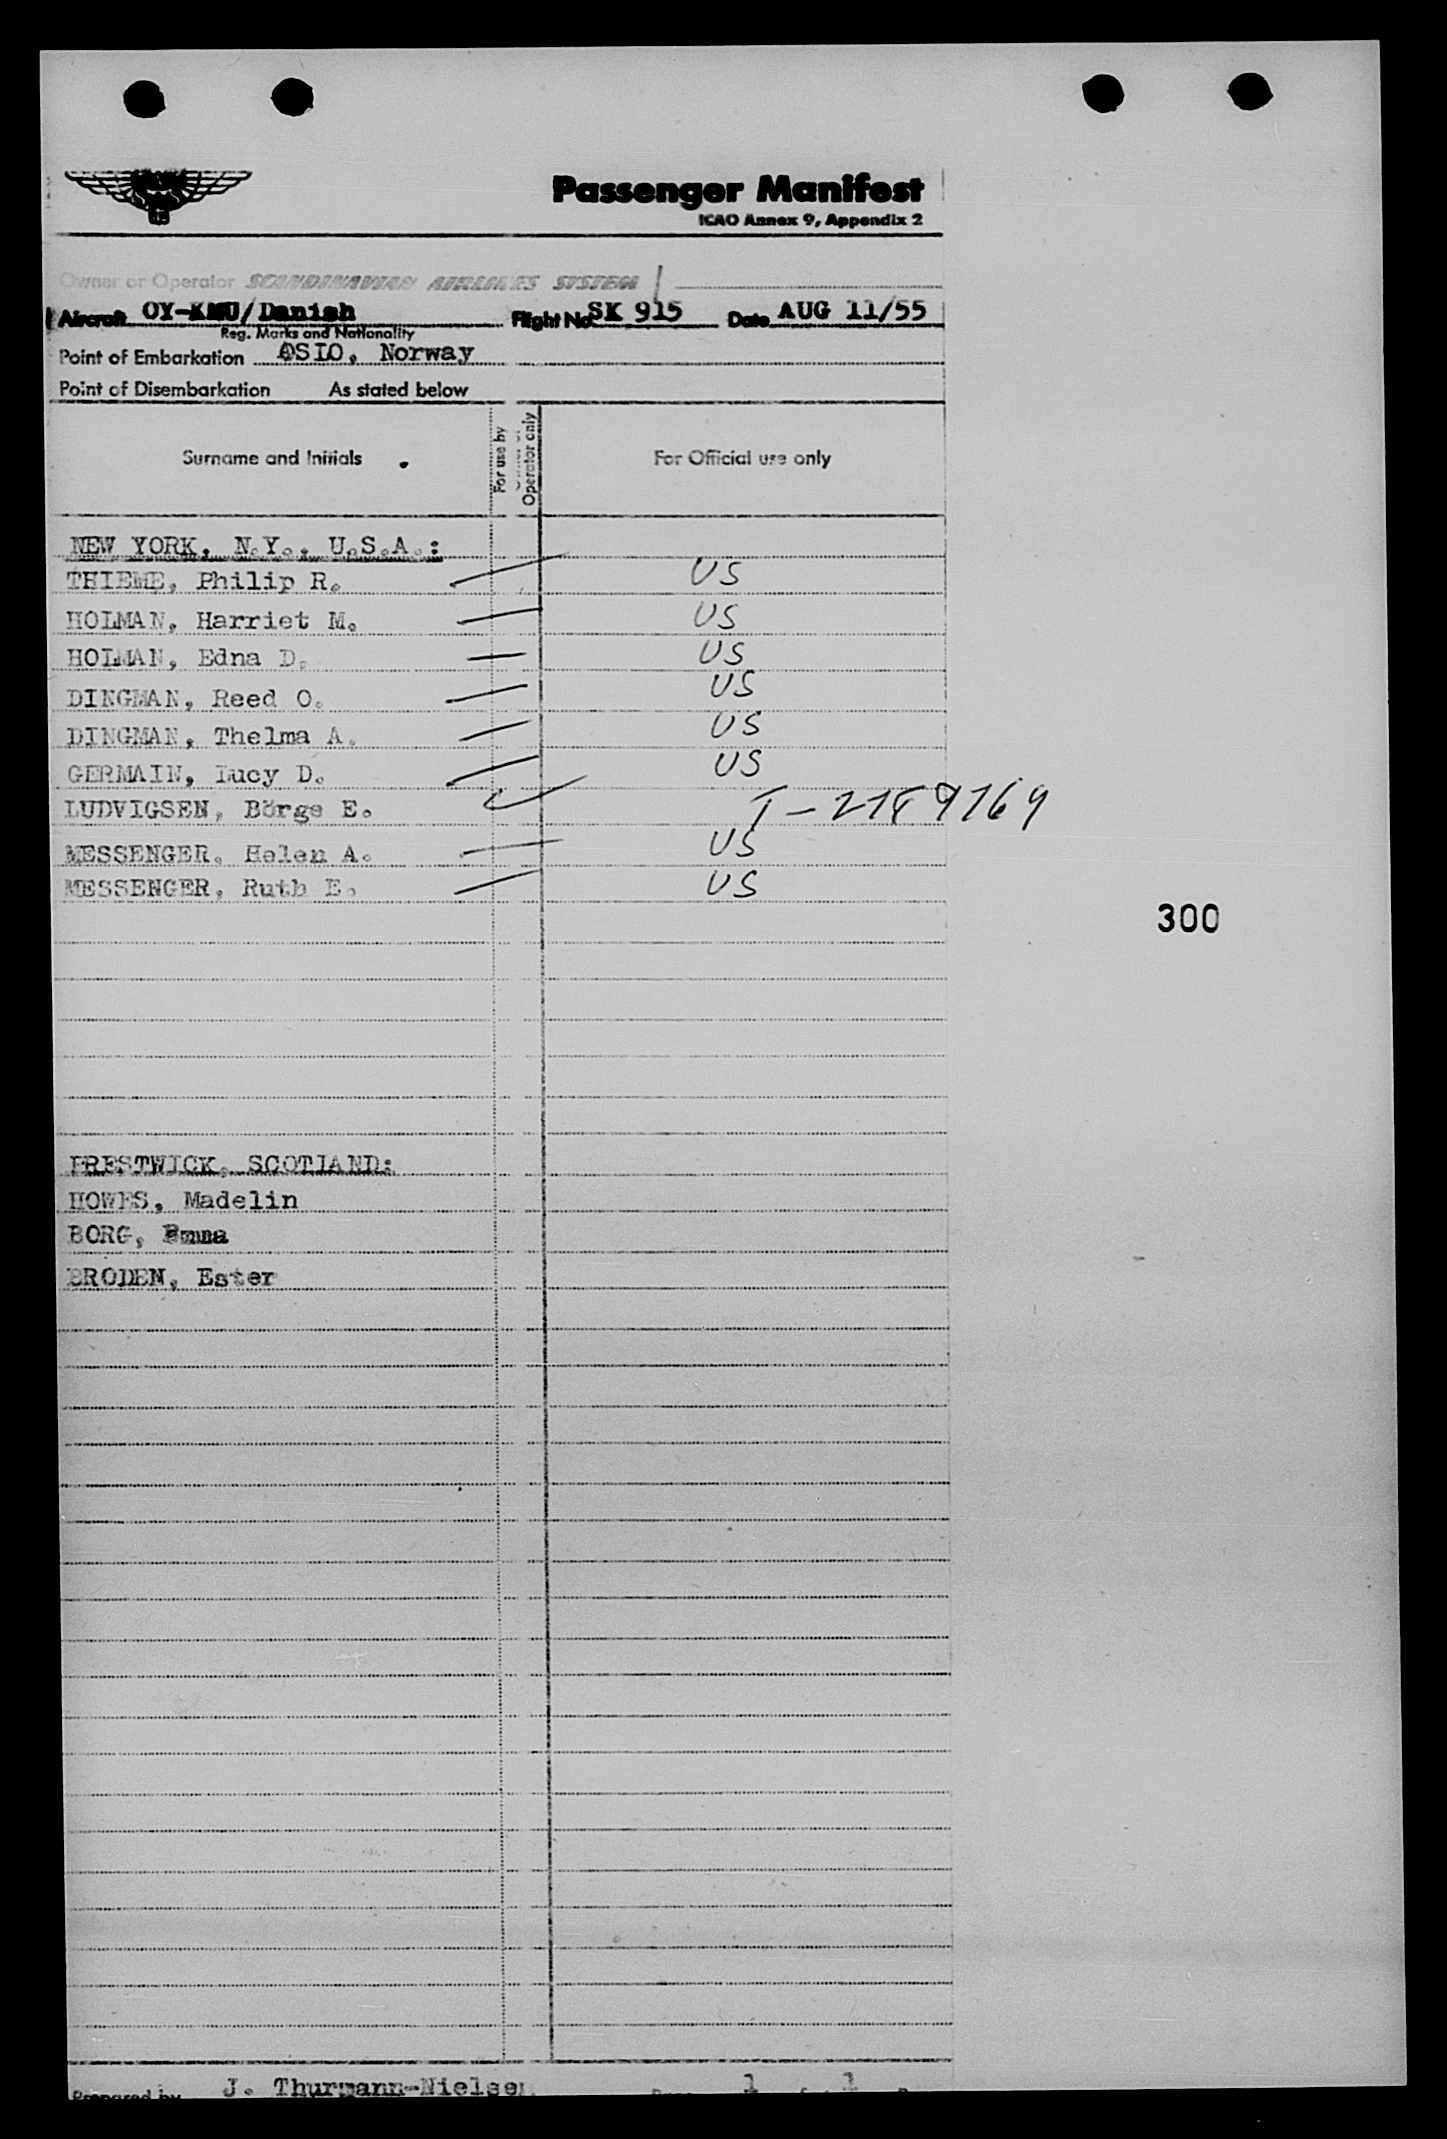 Passenger Manifest
ICAO Annex 9, Appendix 2
Owner or Operator SCANDINAVIAN AIRLINES SYSTEM
Aircraft OY-KMU/Danish Flight No. SK 915 Date AUG 11/55
Reg. Marks and Nationality
Point of Embarkation OSLO, Norway
Point of Disembarkation As stated below
Surname and Initials For use by Operator only For Official use only
NEW YORK, N.Y., U.S.A.:
THIEME, Philip R. US
HOLMAN, Harriet M. US
HOLMAN, Edna D. US
DINGMAN, Reed O. US
DINGMAN, Thelma A. US
GERMAIN, Lucy D. US
LUDVIGSEN, Börge E. T-2189769
MESSENGER, Helen A. US
MESSENGER, Ruth E. US
300
PRESTWICK, SCOTLAND:
HOWES, Madelin
BORG, Emma
BRODEN, Ester
Prepared by J. Thurmann-Nielsen 1 1